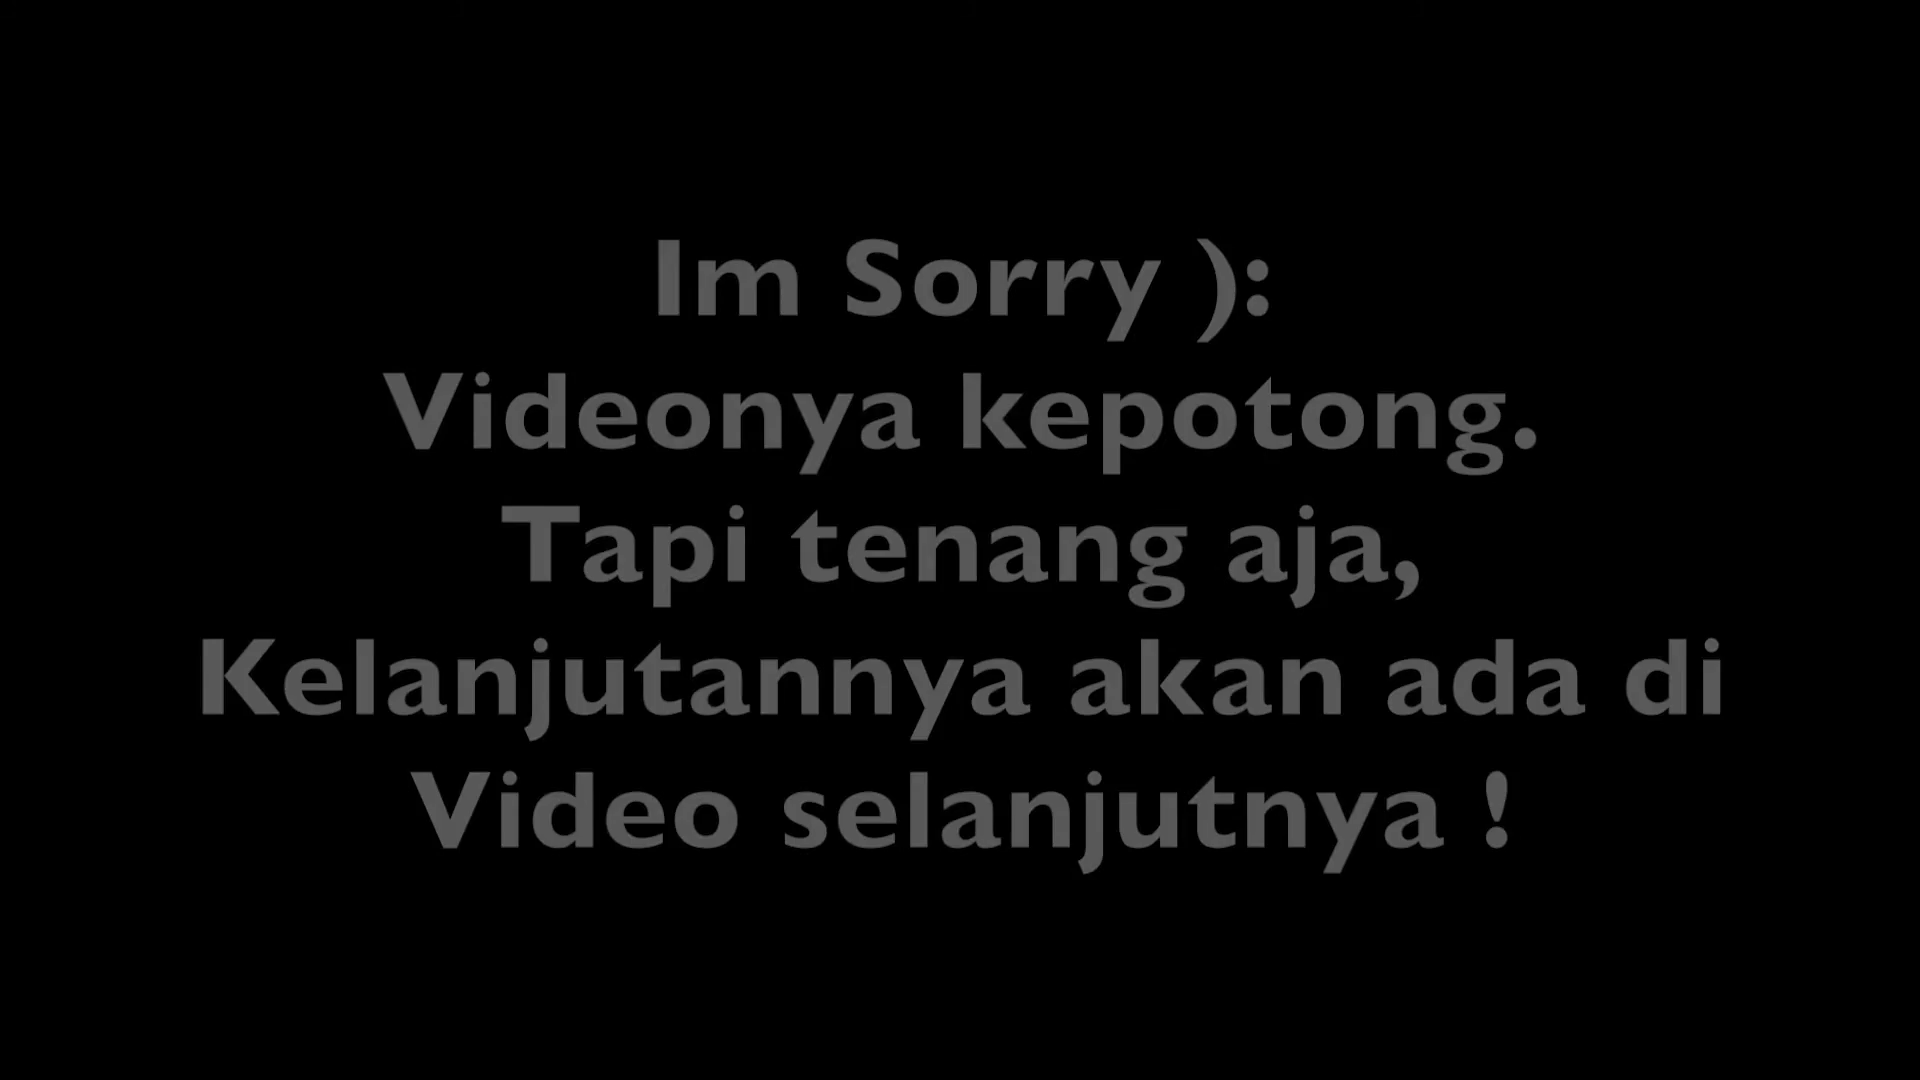 Im Sorry ):
Videonya kepotong.
Tapi tenang aja,
Kelanjutannya akan ada di
Video selanjutnya !